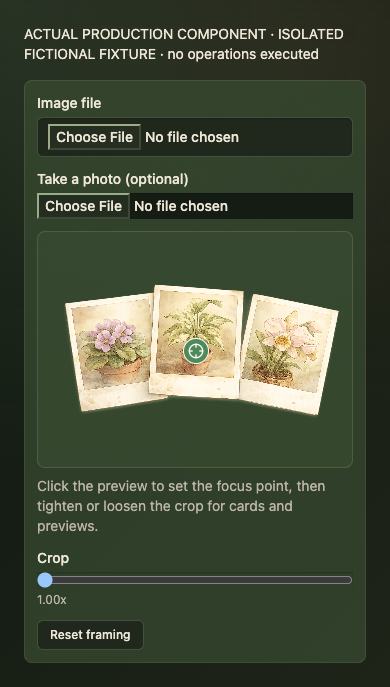 ACTUAL PRODUCTION COMPONENT · ISOLATED
FICTIONAL FIXTURE · no operations executed
Image file
Choose File No file chosen
Take a photo (optional)
Choose File No file chosen
Click the preview to set the focus point, then
tighten or loosen the crop for cards and
previews.
Crop
1.00x
Reset framing